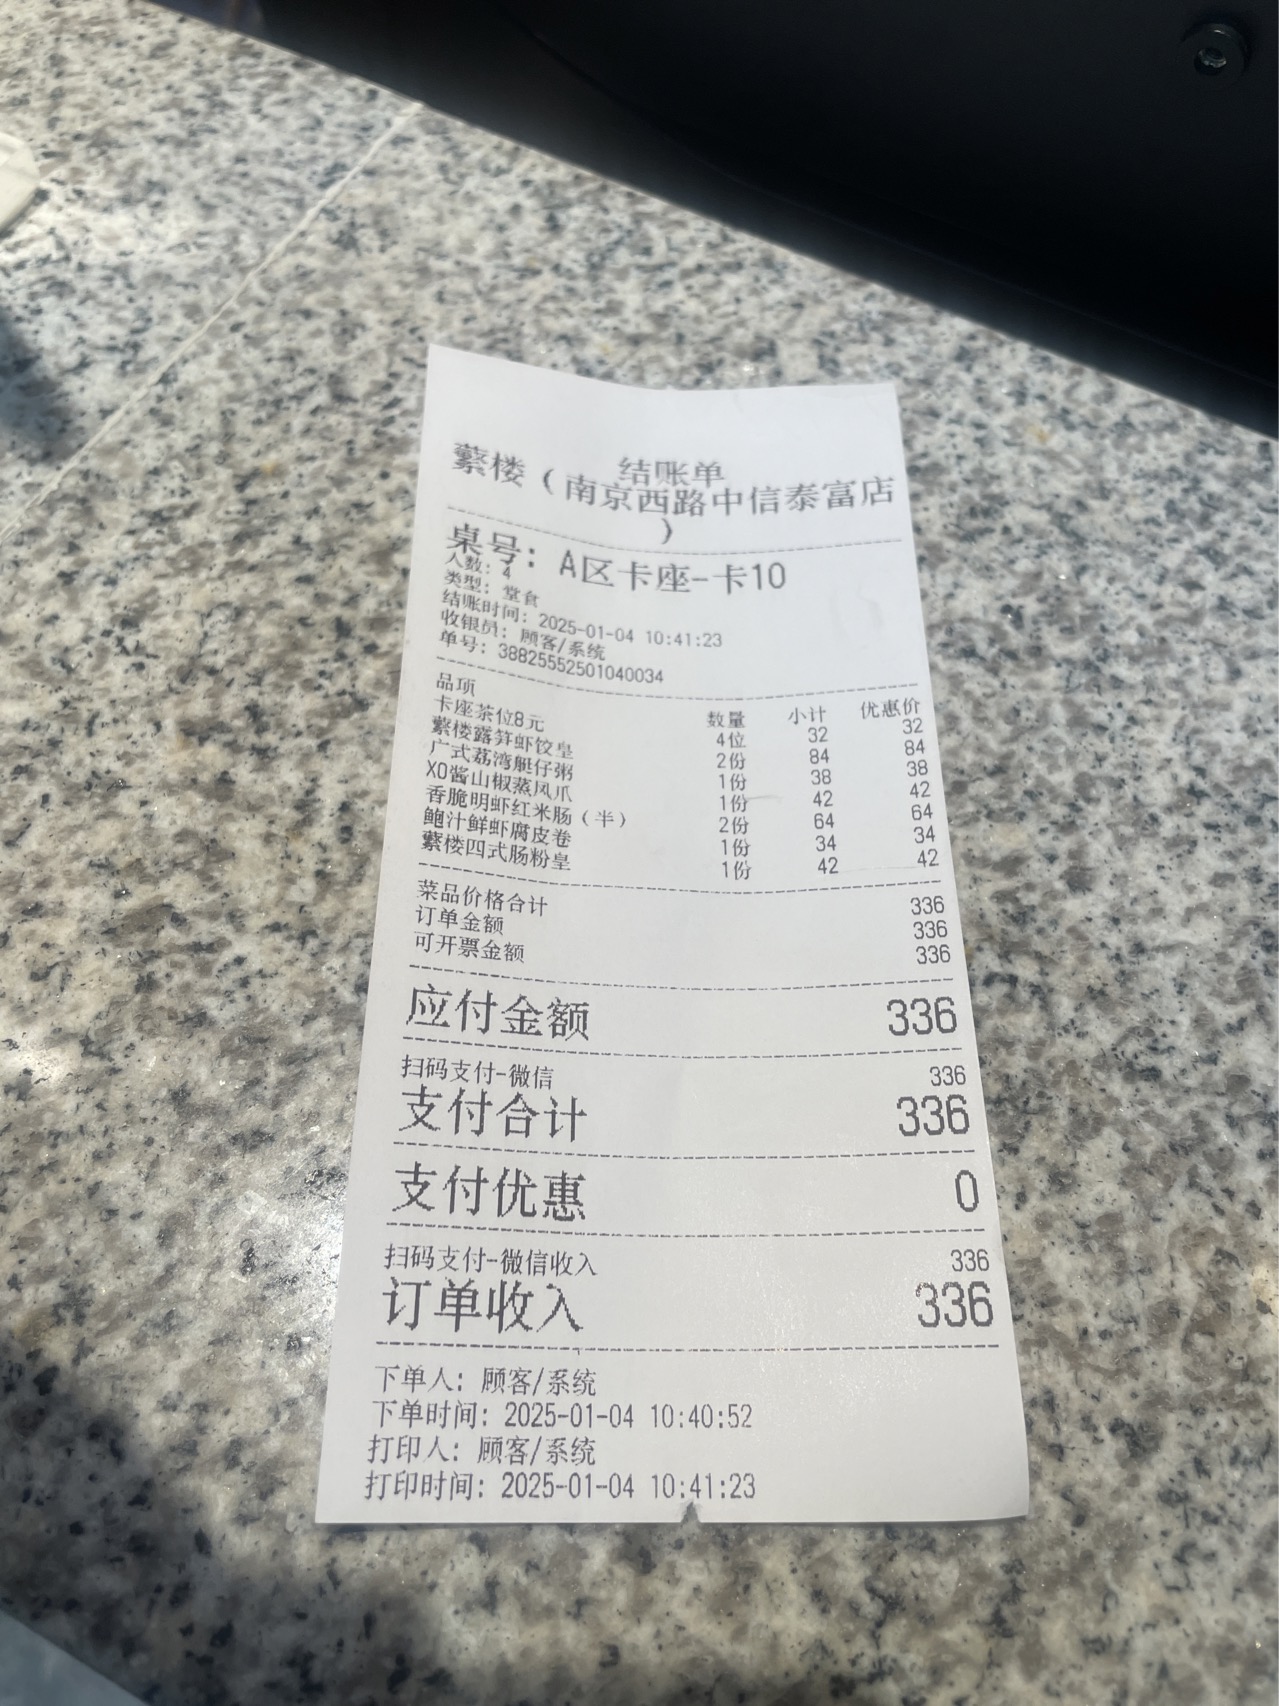 结账单
蘩楼（南京西路中信泰富店
）
桌号：A区卡座-卡10
人数：4
类型：堂食
结账时间：2025-01-04 10:41:23
收银员：顾客/系统
单号：38825552501040034
品项 数量 小计 优惠价
卡座茶位8元 4位 32 32
蘩楼露笋虾饺皇 2份 84 84
广式荔湾艇仔粥 1份 38 38
XO酱山椒蒸凤爪 1份 42 42
香脆明虾红米肠（半） 2份 64 64
鲍汁鲜虾腐皮卷 1份 34 34
蘩楼四式肠粉皇 1份 42 42
菜品价格合计 336
订单金额 336
可开票金额 336
应付金额 336
扫码支付-微信 336
支付合计 336
支付优惠 0
扫码支付-微信收入 336
订单收入 336
下单人：顾客/系统
下单时间：2025-01-04 10:40:52
打印人：顾客/系统
打印时间：2025-01-04 10:41:23